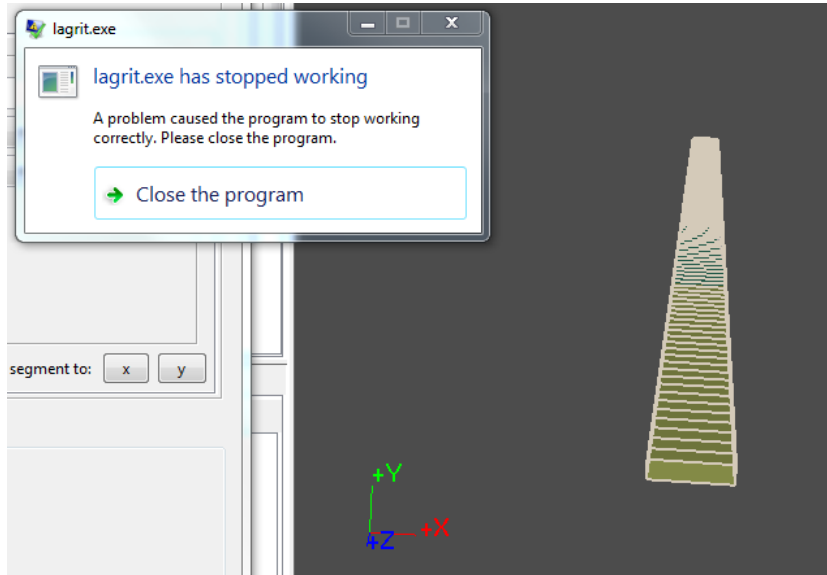 lagrit.exe
lagrit.exe has stopped working
A problem caused the program to stop working
correctly. Please close the program.
Close the program
segment to: x y
+Y
+Z +X